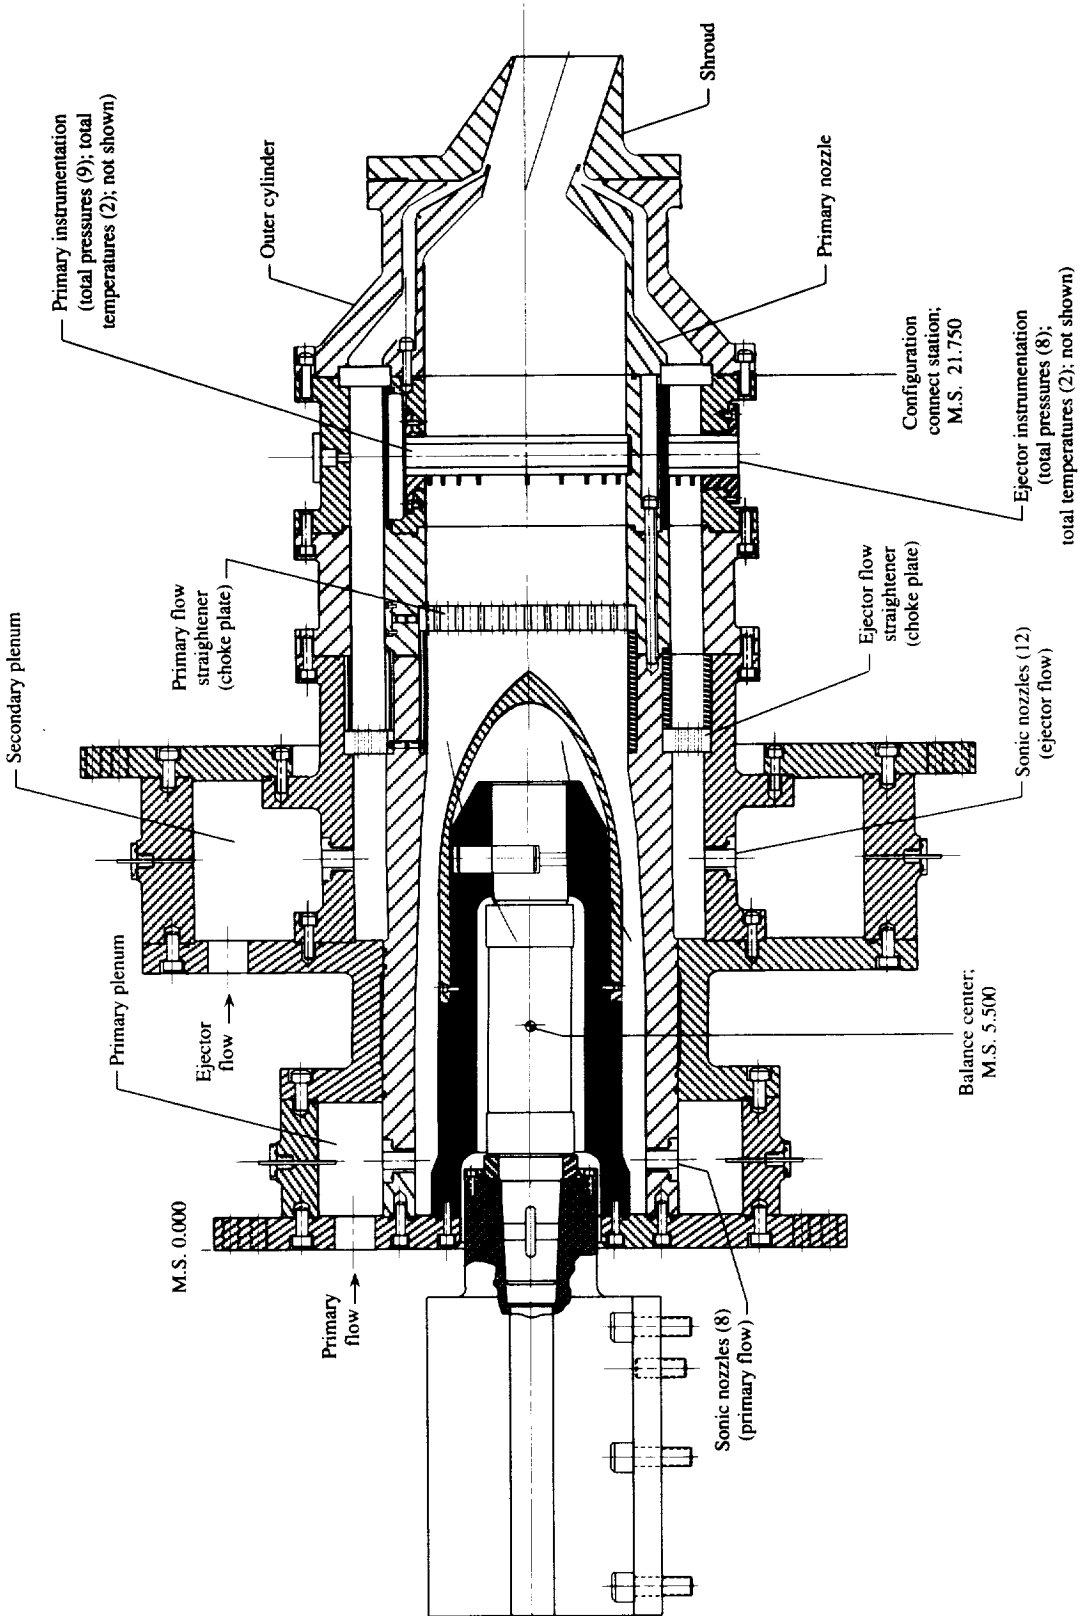 Secondary plenum
Primary instrumentation
(total pressures (9); total
temperatures (2); not shown)
Outer cylinder
Primary flow
straightener
(choke plate)
Primary plenum
Ejector
flow
M.S. 0.000
Primary
flow
Shroud
Primary nozzle
Configuration
connect station;
M.S. 21.750
Ejector instrumentation
(total pressures (8);
total temperatures (2); not shown)
Ejector flow
straightener
(choke plate)
Sonic nozzles (12)
(ejector flow)
Balance center;
M.S. 5.500
Sonic nozzles (8)
(primary flow)